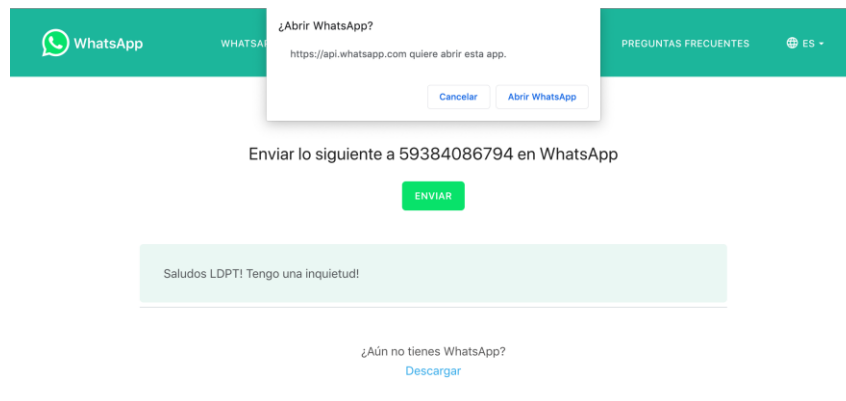 ¿Abrir WhatsApp?
https://api.whatsapp.com quiere abrir esta app.
Cancelar Abrir WhatsApp
WhatsApp PREGUNTAS FRECUENTES ES
Enviar lo siguiente a 59384086794 en WhatsApp
ENVIAR
Saludos LDPT! Tengo una inquietud!
¿Aún no tienes WhatsApp?
Descargar